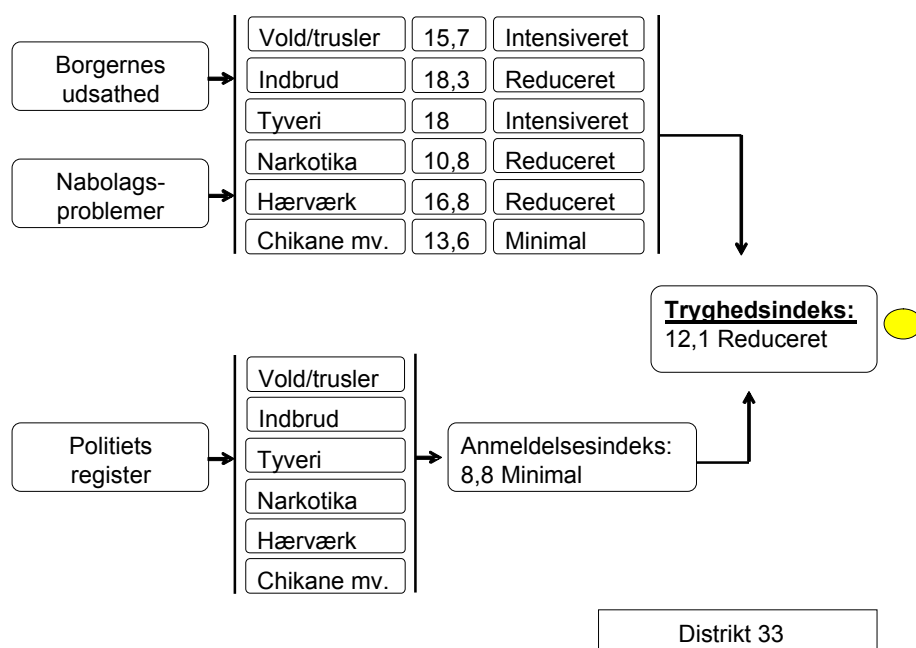 Borgernes
udsathed
Nabolags-
problemer
Vold/trusler 15,7 Intensiveret
Indbrud 18,3 Reduceret
Tyveri 18 Intensiveret
Narkotika 10,8 Reduceret
Hærværk 16,8 Reduceret
Chikane mv. 13,6 Minimal
Tryghedsindeks:
12,1 Reduceret
Politiets
register
Vold/trusler
Indbrud
Tyveri
Narkotika
Hærværk
Chikane mv.
Anmeldelsesindeks:
8,8 Minimal
Distrikt 33